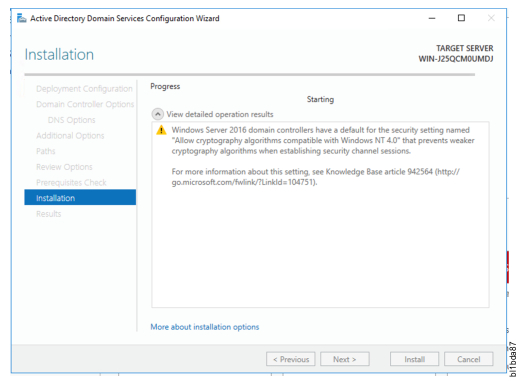 Active Directory Domain Services Configuration Wizard
Installation
TARGET SERVER
WIN-J25QCM0UMDJ
Deployment Configuration
Domain Controller Options
DNS Options
Additional Options
Paths
Review Options
Prerequisites Check
Installation
Results
Progress
Starting
View detailed operation results
Windows Server 2016 domain controllers have a default for the security setting named
"Allow cryptography algorithms compatible with Windows NT 4.0" that prevents weaker
cryptography algorithms when establishing security channel sessions.
For more information about this setting, see Knowledge Base article 942564 (http://
go.microsoft.com/fwlink/?LinkId=104751).
More about installation options
< Previous
Next >
Install
Cancel
bl1bda87